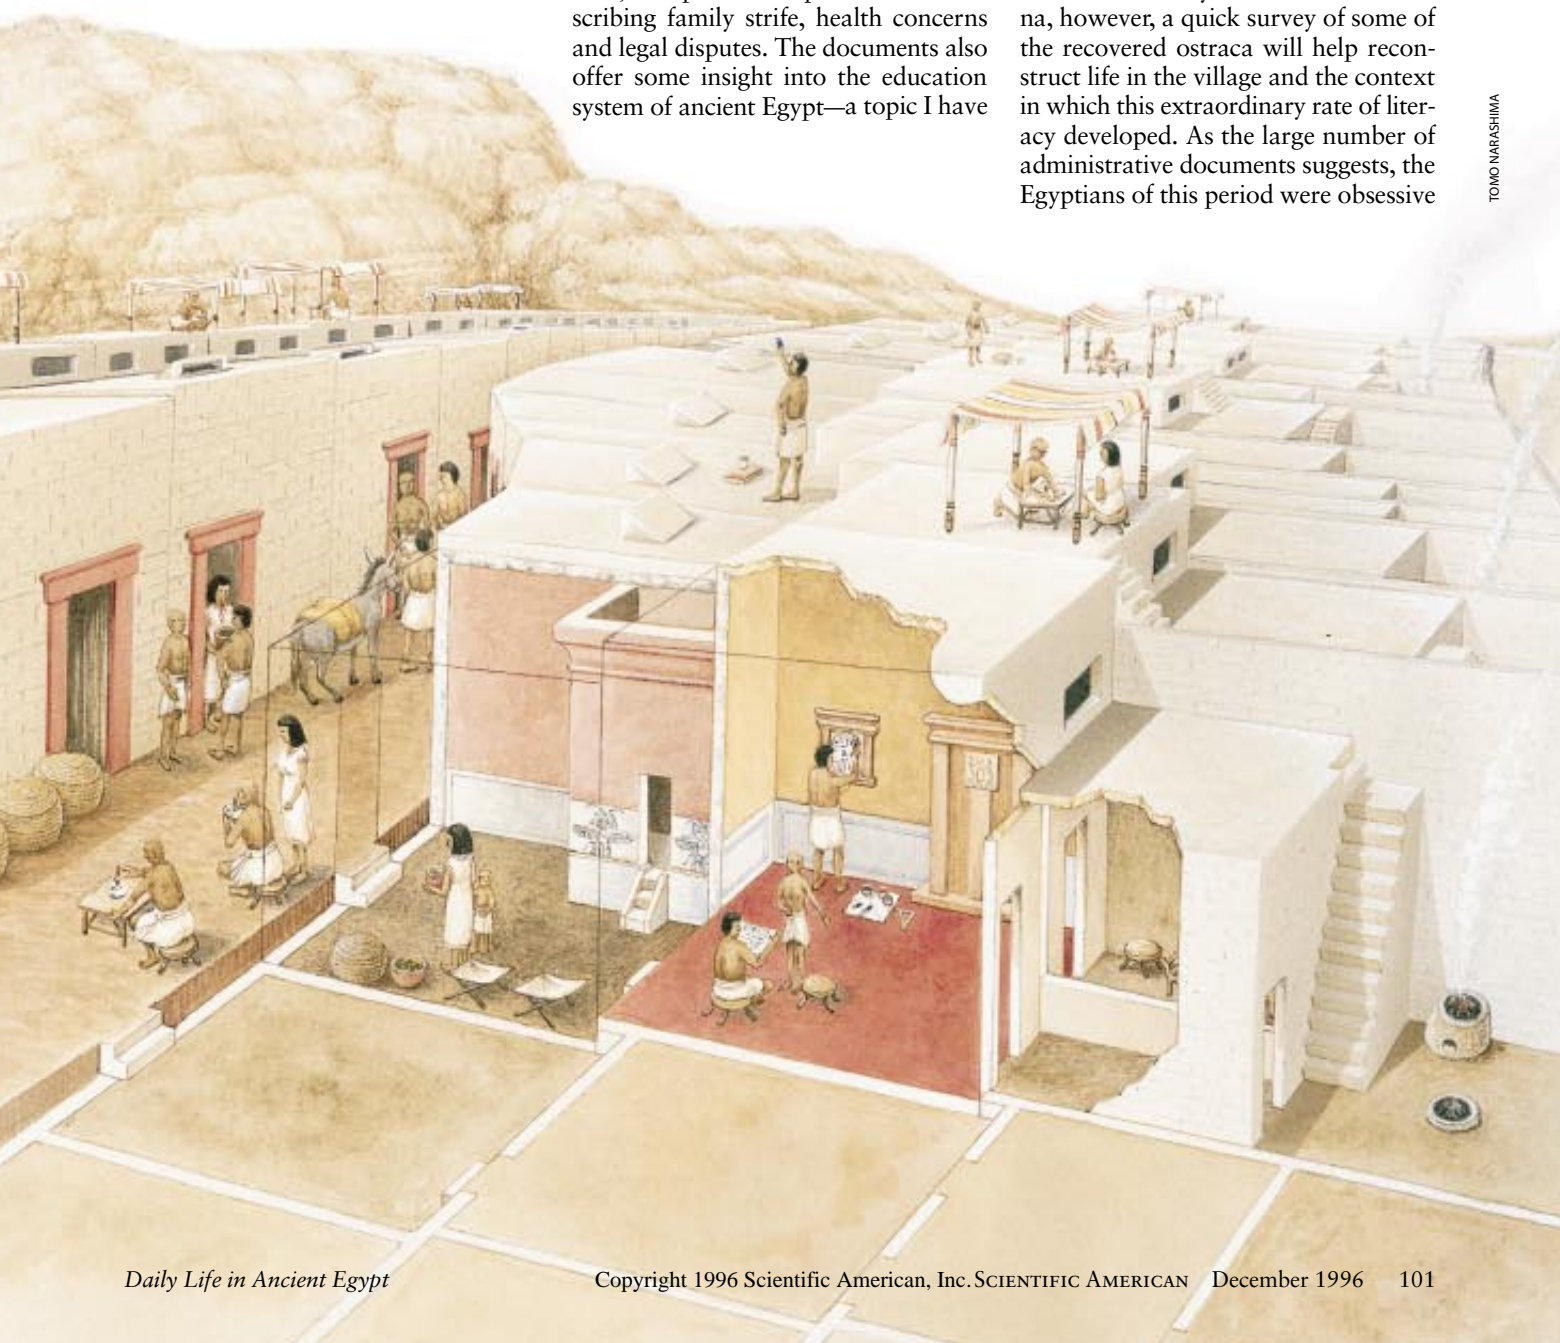 scribing family strife, health concerns
and legal disputes. The documents also
offer some insight into the education
system of ancient Egypt—a topic I have
na, however, a quick survey of some of
the recovered ostraca will help recon-
struct life in the village and the context
in which this extraordinary rate of liter-
acy developed. As the large number of
administrative documents suggests, the
Egyptians of this period were obsessive
TOMO NARASHIMA
Daily Life in Ancient Egypt
Copyright 1996 Scientific American, Inc. SCIENTIFIC AMERICAN December 1996 101